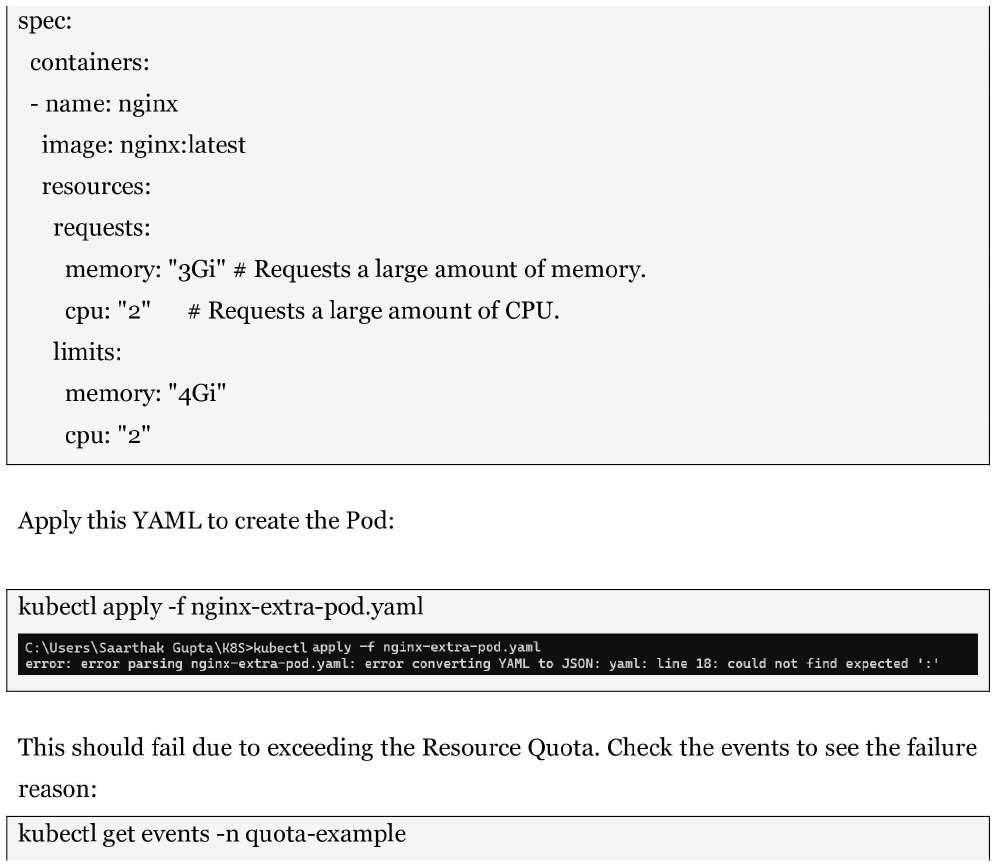 spec:
  containers:
  - name: nginx
    image: nginx:latest
    resources:
      requests:
        memory: "3Gi" # Requests a large amount of memory.
        cpu: "2"      # Requests a large amount of CPU.
      limits:
        memory: "4Gi"
        cpu: "2"
Apply this YAML to create the Pod:
kubectl apply -f nginx-extra-pod.yaml
C:\Users\Saarthak Gupta\K8S>kubectl apply -f nginx-extra-pod.yaml
error: error parsing nginx-extra-pod.yaml: error converting YAML to JSON: yaml: line 18: could not find expected ':'
This should fail due to exceeding the Resource Quota. Check the events to see the failure
reason:
kubectl get events -n quota-example